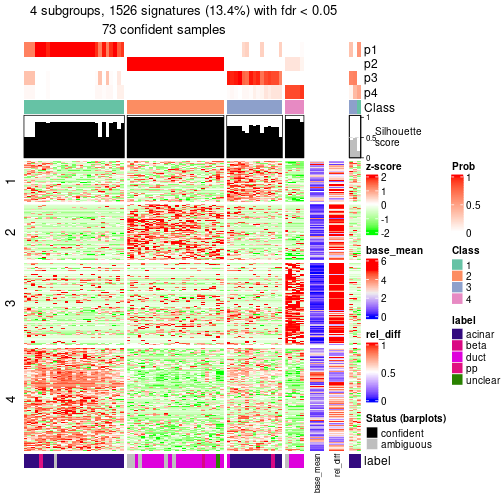 4 subgroups, 1526 signatures (13.4%) with fdr < 0.05
73 confident samples
p1
p2
p3
p4
Class
1
0.5
0
Silhouette
score
1
2
3
4
z-score
2
1
0
-1
-2
base_mean
6
4
2
0
rel_diff
1
0.5
0
Status (barplots)
confident
ambiguous
Prob
1
0.5
0
Class
1
2
3
4
label
acinar
beta
duct
pp
unclear
base_mean
rel_diff
label